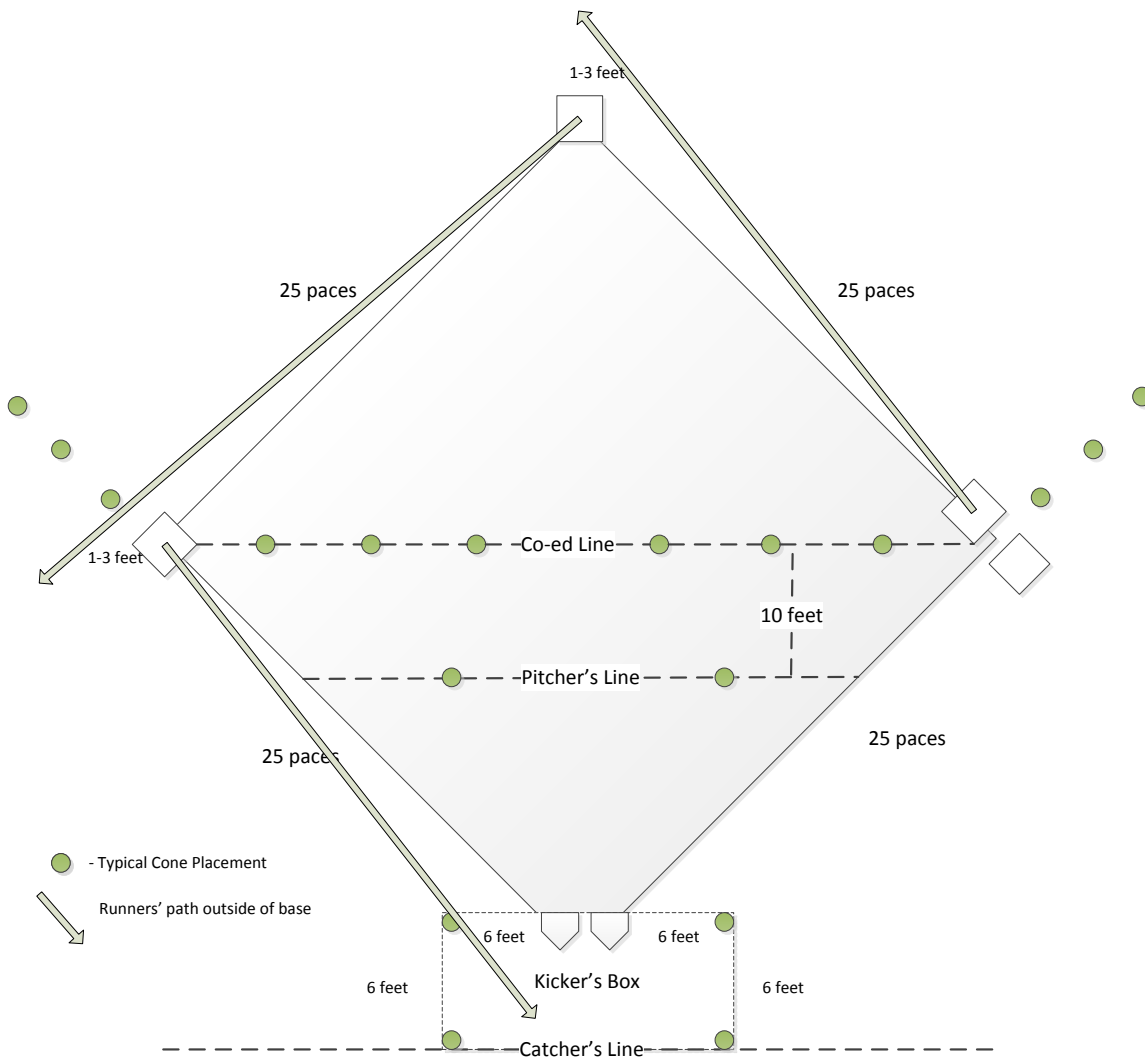 1-3 feet
25 paces
25 paces
Co-ed Line
1-3 feet
10 feet
Pitcher's Line
25 paces
25 paces
- Typical Cone Placement
Runners' path outside of base
6 feet
6 feet
Kicker's Box
6 feet
6 feet
Catcher's Line